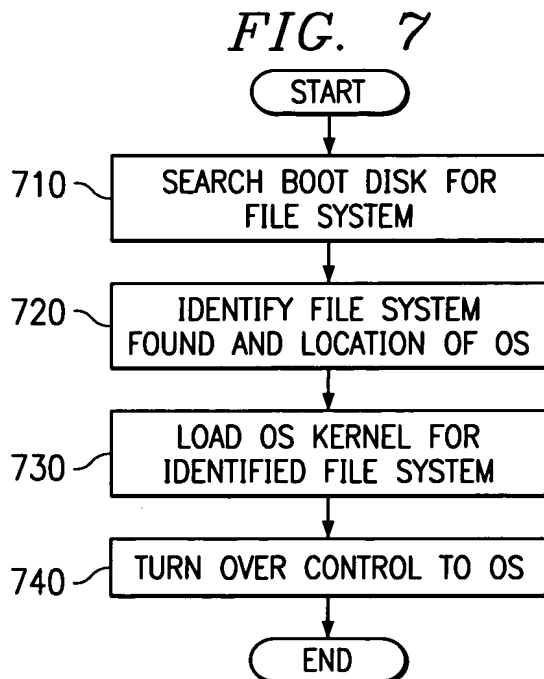 FIG. 7
START
710
SEARCH BOOT DISK FOR
FILE SYSTEM
720
IDENTIFY FILE SYSTEM
FOUND AND LOCATION OF OS
730
LOAD OS KERNEL FOR
IDENTIFIED FILE SYSTEM
740
TURN OVER CONTROL TO OS
END